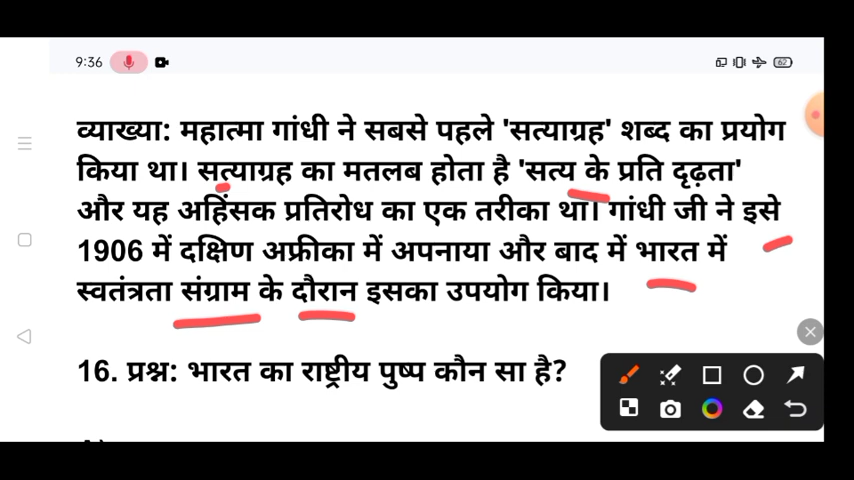 9:36
62
व्याख्या: महात्मा गांधी ने सबसे पहले 'सत्याग्रह' शब्द का प्रयोग
किया था। सत्याग्रह का मतलब होता है 'सत्य के प्रति दृढ़ता'
और यह अहिंसक प्रतिरोध का एक तरीका था। गांधी जी ने इसे
1906 में दक्षिण अफ्रीका में अपनाया और बाद में भारत में
स्वतंत्रता संग्राम के दौरान इसका उपयोग किया।
16. प्रश्न: भारत का राष्ट्रीय पुष्प कौन सा है?